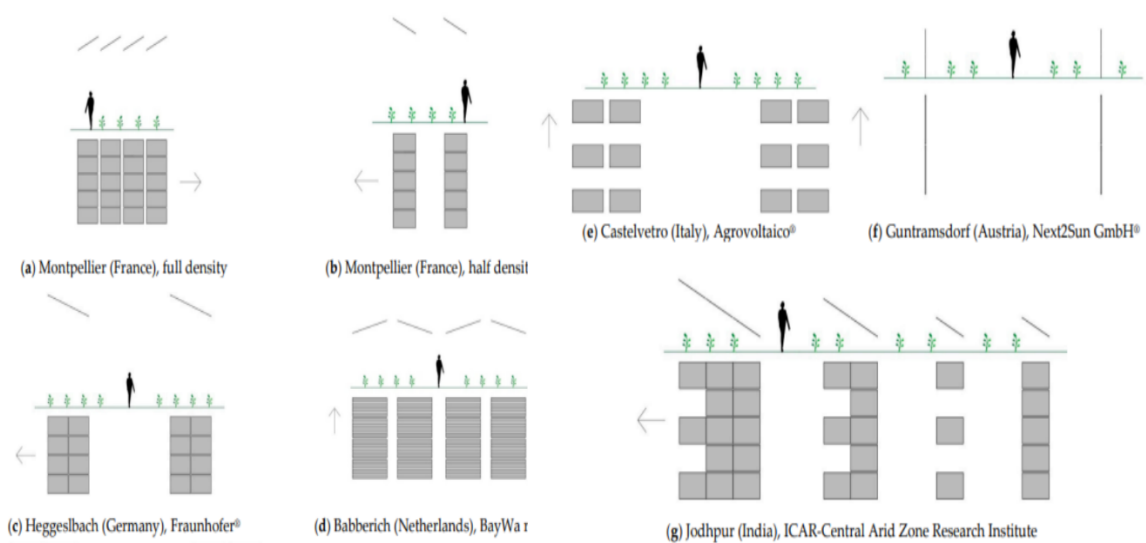 (a) Montpellier (France), full density
(b) Montpellier (France), half densit
(e) Castelvetro (Italy), Agrovoltaico®
(f) Guntramsdorf (Austria), Next2Sun GmbH®
(c) Heggeslbach (Germany), Fraunhofer®
(d) Babberich (Netherlands), BayWa r
(g) Jodhpur (India), ICAR-Central Arid Zone Research Institute